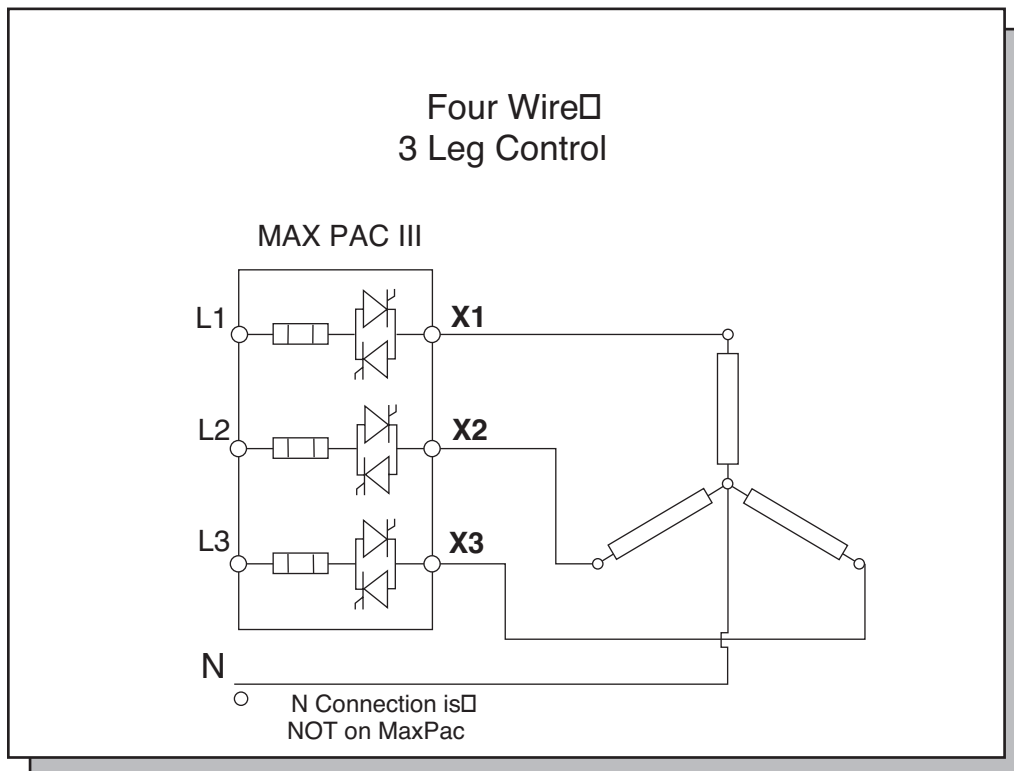 Four Wire□
3 Leg Control
MAX PAC III
L1
X1
L2
X2
L3
X3
N
N Connection is□
NOT on MaxPac